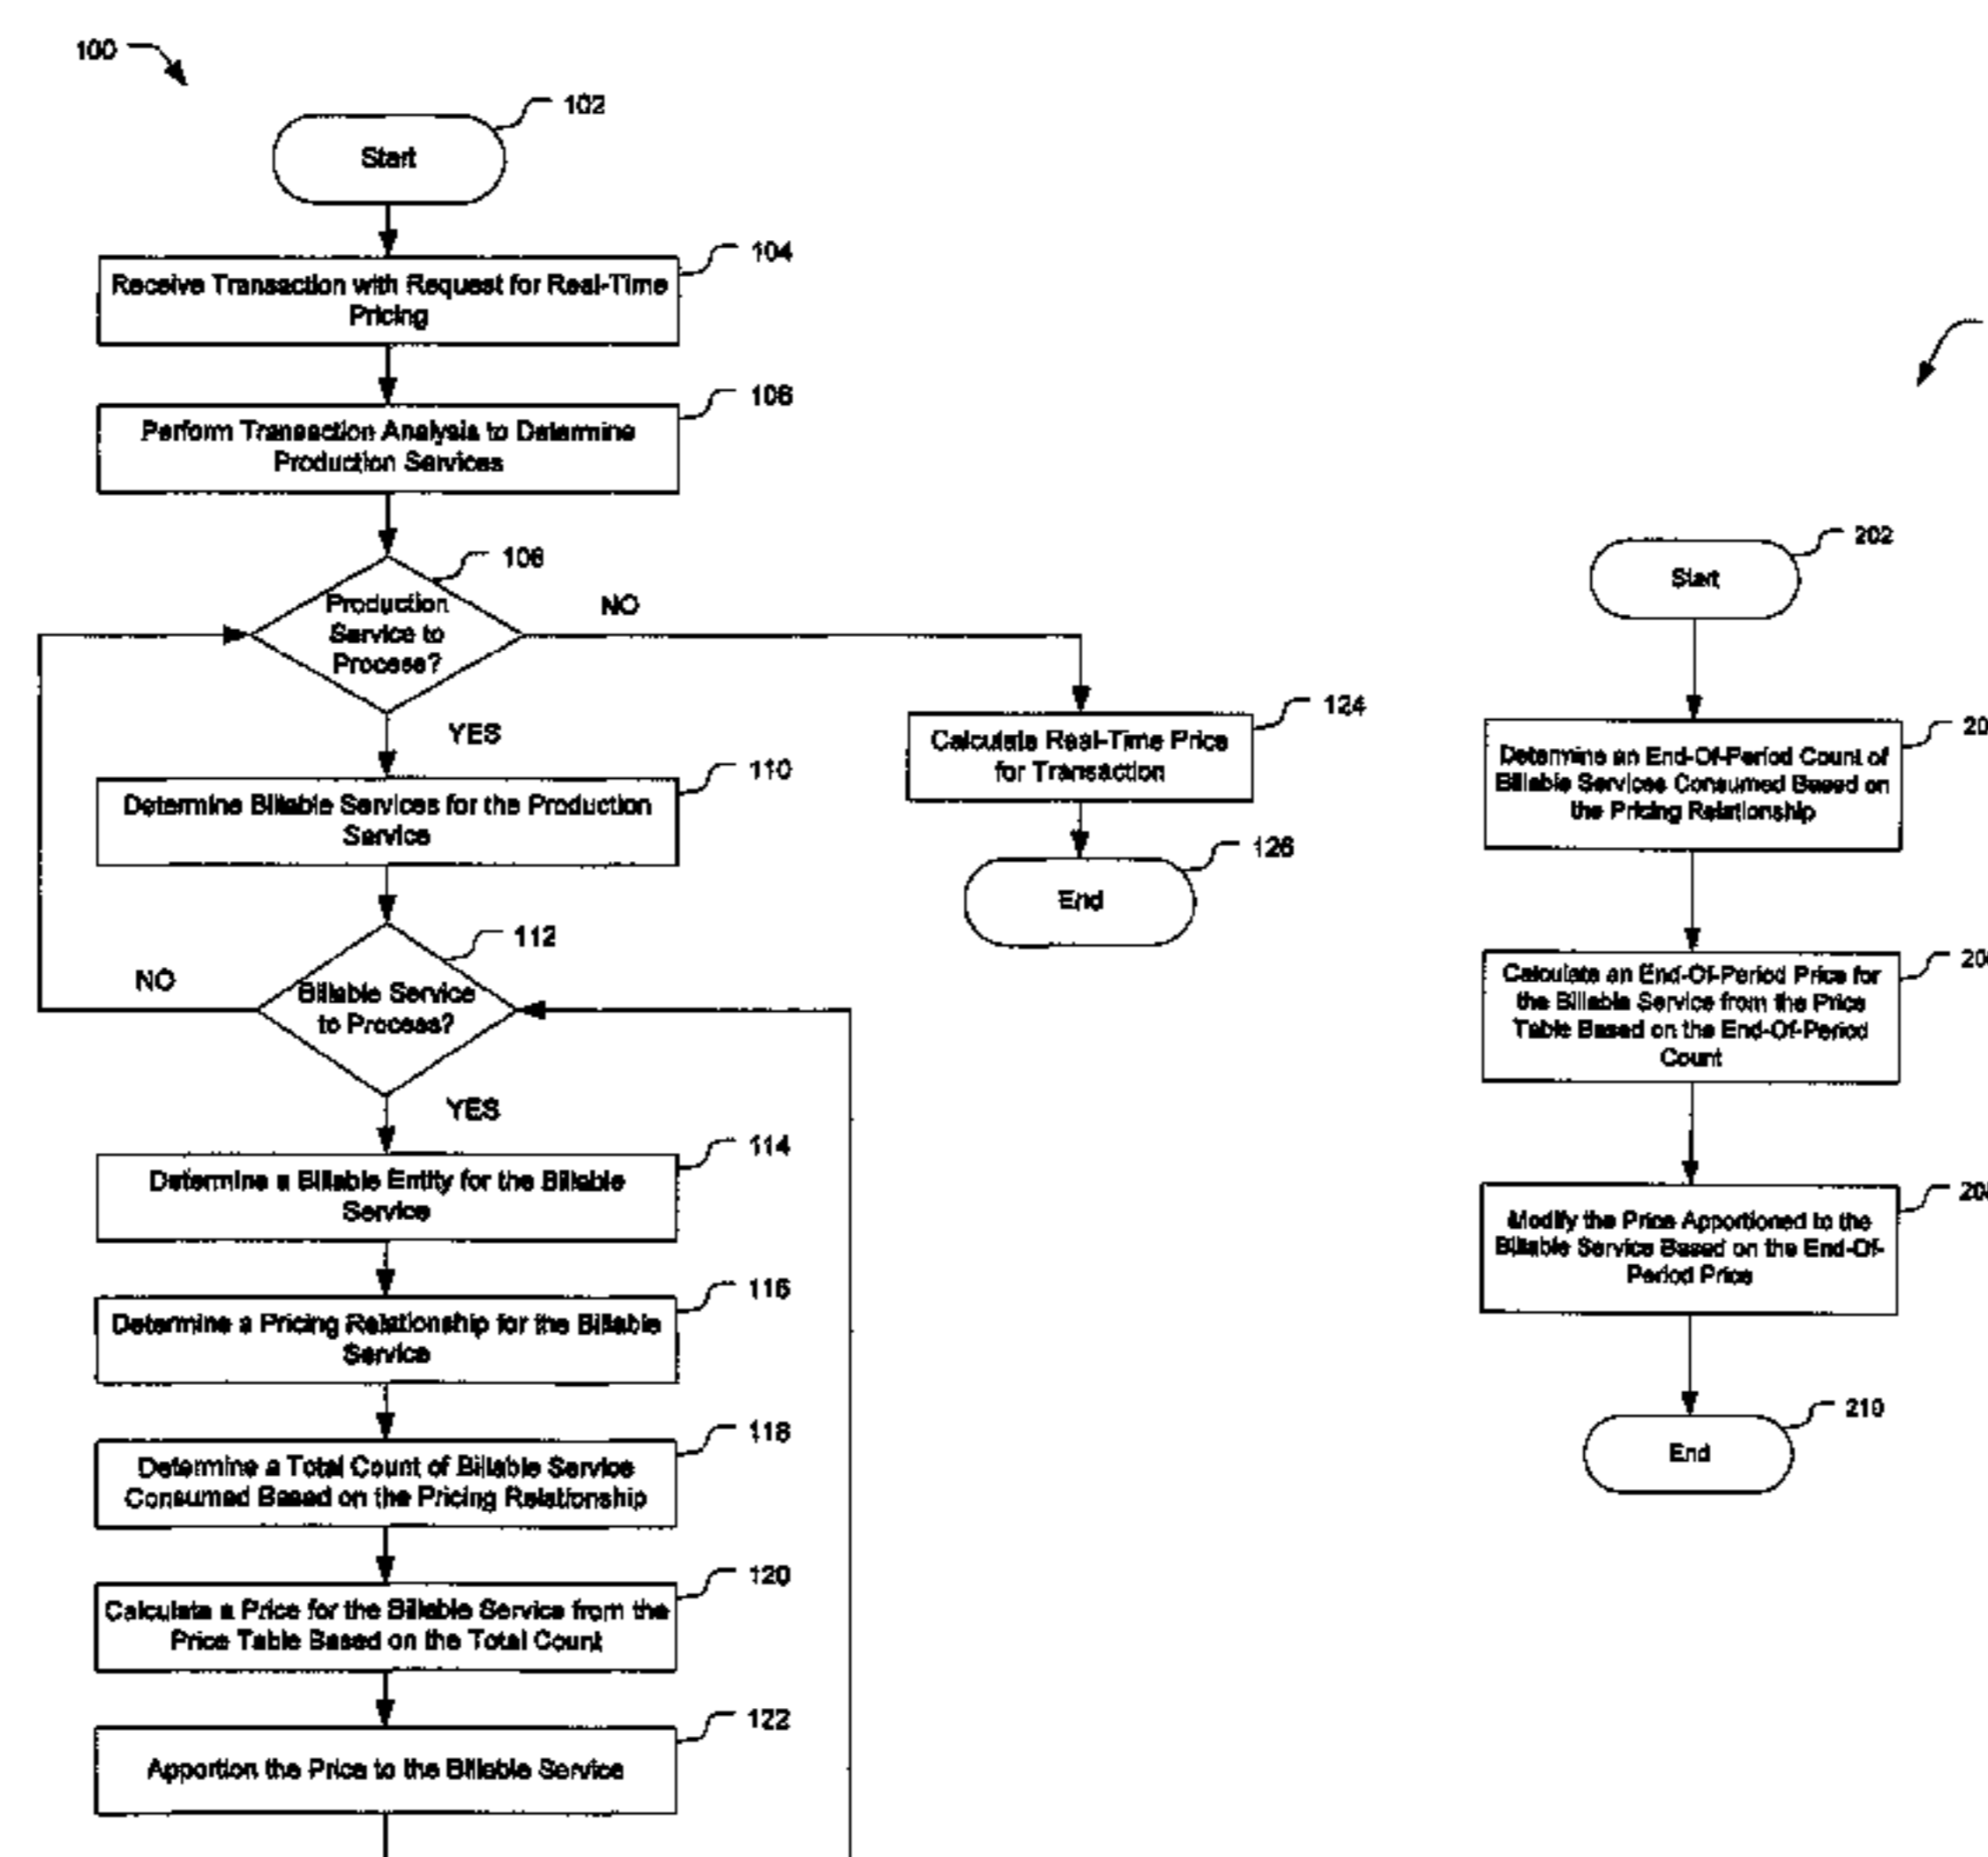 100
102
Start
104
Receive Transaction with Request for Real-Time
Pricing
106
Perform Transaction Analysis to Determine
Production Services
108
Production
Service to
Process?
NO
YES
110
Determine Billable Services for the Production
Service
112
Billable Service
to Process?
NO
YES
114
Determine a Billable Entity for the Billable
Service
116
Determine a Pricing Relationship for the Billable
Service
118
Determine a Total Count of Billable Service
Consumed Based on the Pricing Relationship
120
Calculate a Price for the Billable Service from the
Price Table Based on the Total Count
122
Apportion the Price to the Billable Service
124
Calculate Real-Time Price
for Transaction
126
End
202
Start
Determine an End-Of-Period Count of
Billable Services Consumed Based on
the Pricing Relationship
Calculate an End-Of-Period Price for
the Billable Service from the Price
Table Based on the End-Of-Period
Count
Modify the Price Apportioned to the
Billable Service Based on the End-Of-
Period Price
210
End